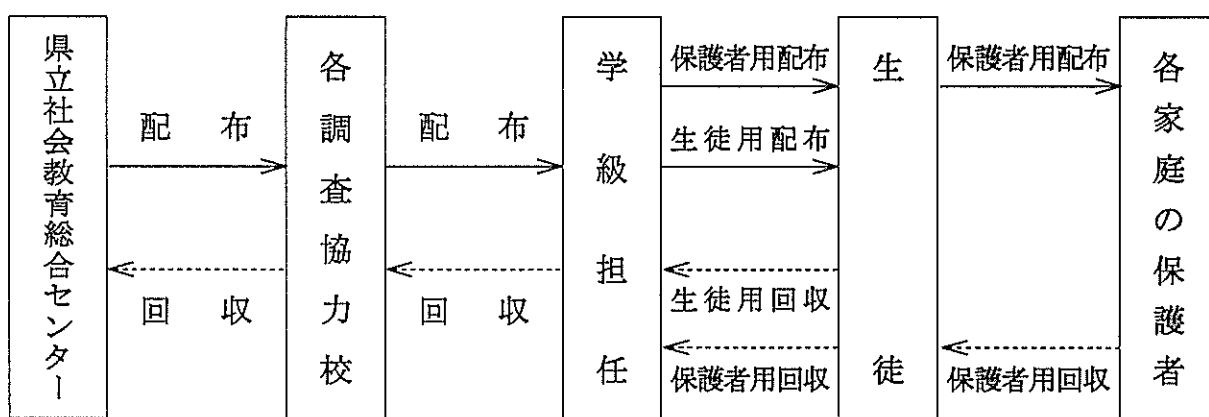 県立社会教育総合センター
配布
回収
各調査協力校
配布
回収
学級担任
保護者用配布
生徒用配布
生徒用回収
保護者用回収
生徒
保護者用配布
保護者用回収
各家庭の保護者